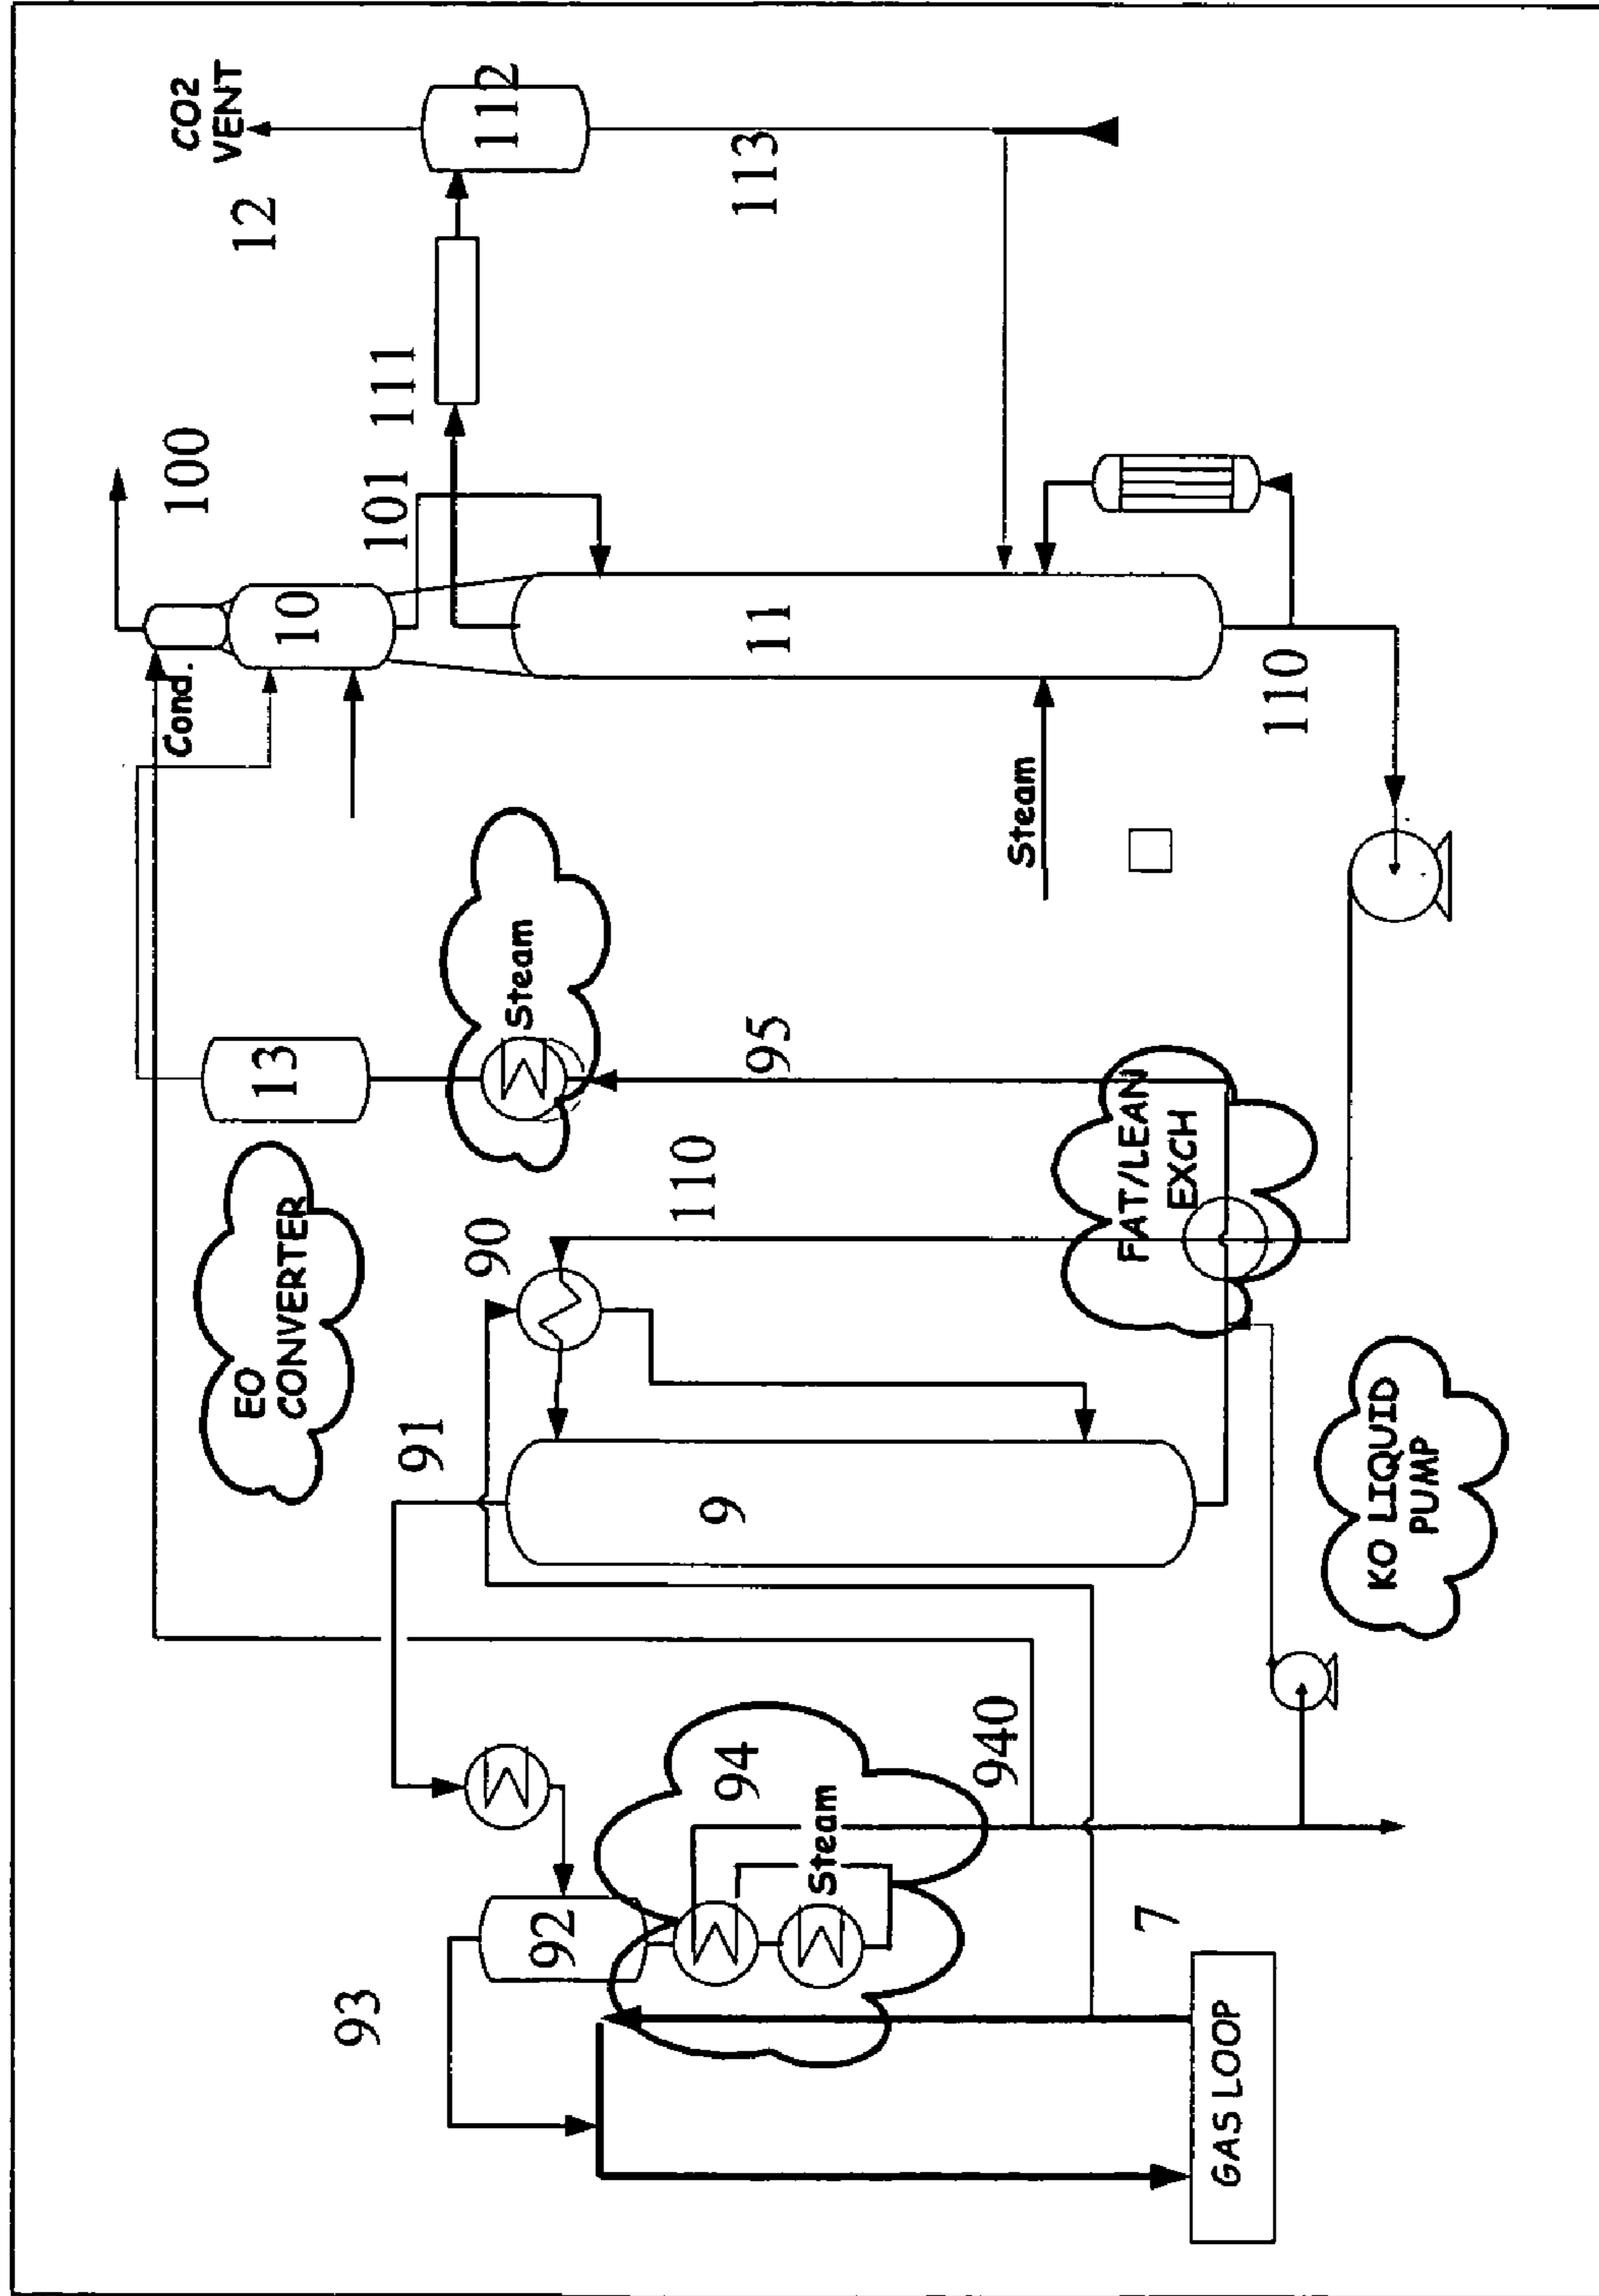 CO2
VENT
12
112
113
111
100
101
10
Cond.
11
110
Steam
13
Steam
95
EO
CONVERTER
110
90
FAT/LEAN
EXCH
91
9
KO LIQUID
PUMP
94
940
Steam
92
93
7
GAS LOOP